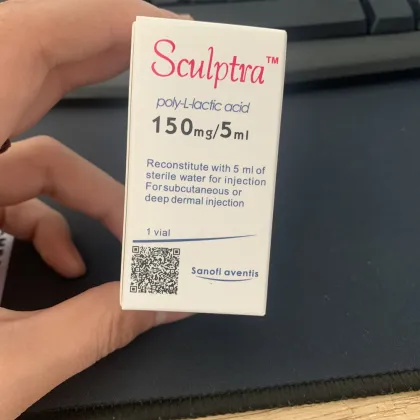 Sculptra™
poly-L-lactic acid
150mg/5ml
Reconstitute with 5 ml of
sterile water for injection
For subcutaneous or
deep dermal injection
1 vial
Sanofi aventis